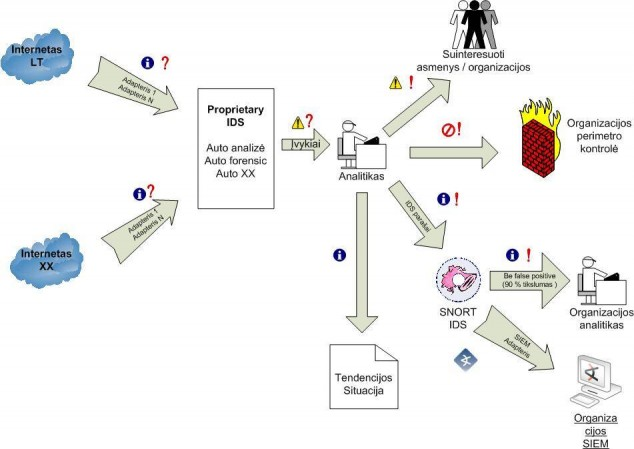 Internetas
LT
Adapteris 1
Adapteris N
Proprietary
IDS
Auto analizė
Auto forensic
Auto XX
Internetas
XX
Adapteris 1
Adapteris N
Įvykiai
Analitikas
Suinteresuoti
asmenys / organizacijos
Organizacijos
perimetro
kontrolė
IDS parašai
SNORT
IDS
Be false positive
(90 % tikslumas )
Organizacijos
analitikas
SIEM
Adapteris
Organiza
cijos
SIEM
Tendencijos
Situacija